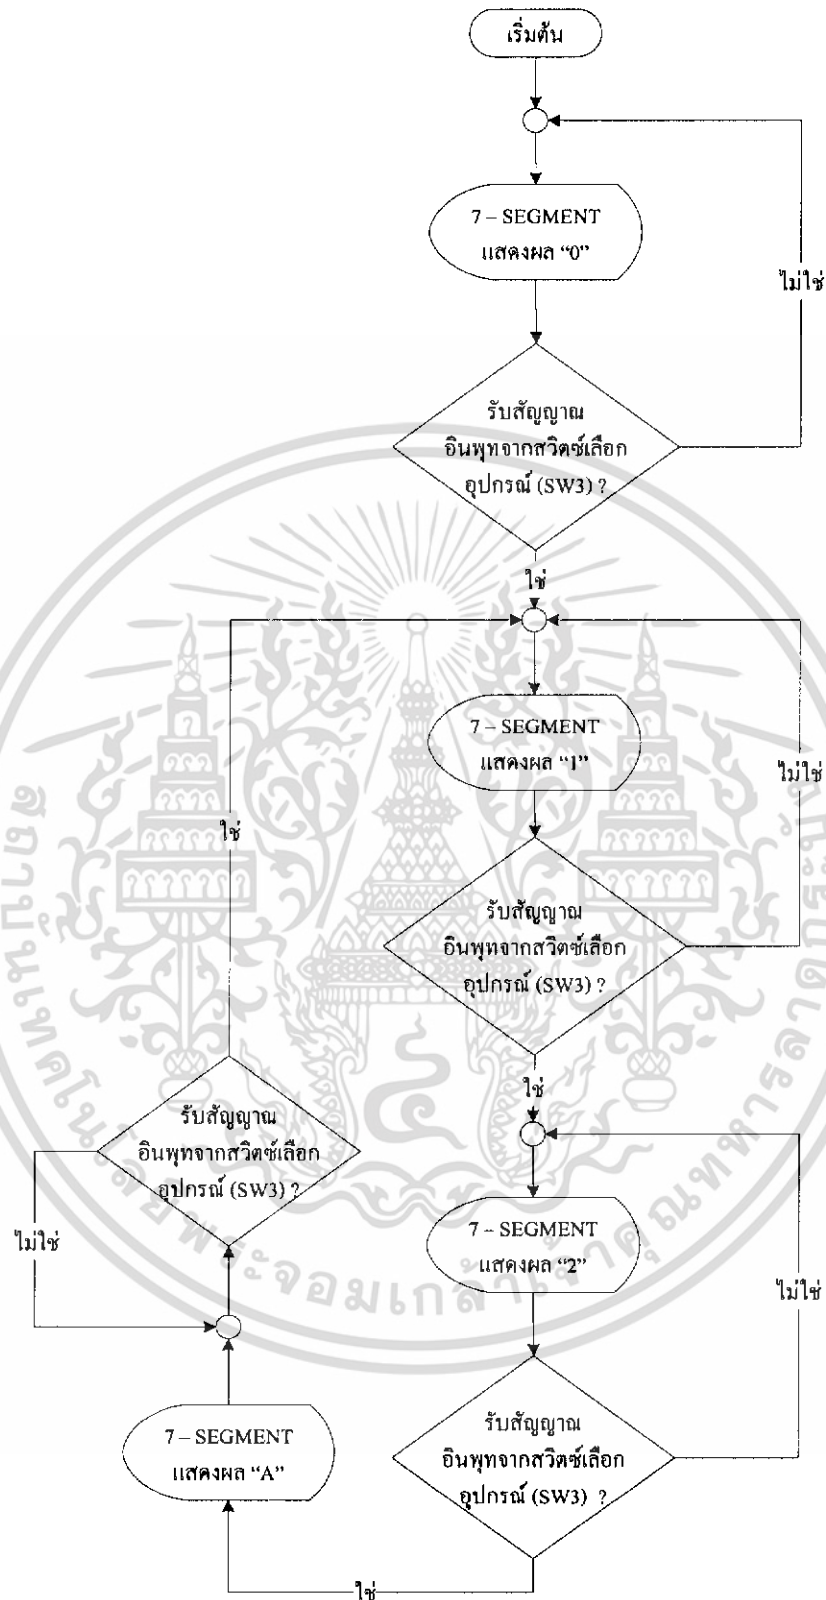 เริ่มต้น
7 – SEGMENT
แสดงผล “0”
ไม่ใช่
รับสัญญาณ
อินพุทจากสวิตซ์เลือก
อุปกรณ์ (SW3) ?
ใช่
7 – SEGMENT
แสดงผล “1”
ไม่ใช่
ใช่
รับสัญญาณ
อินพุทจากสวิตซ์เลือก
อุปกรณ์ (SW3) ?
ใช่
รับสัญญาณ
อินพุทจากสวิตซ์เลือก
อุปกรณ์ (SW3) ?
ไม่ใช่
7 – SEGMENT
แสดงผล “2”
ไม่ใช่
7 – SEGMENT
แสดงผล “A”
รับสัญญาณ
อินพุทจากสวิตซ์เลือก
อุปกรณ์ (SW3) ?
ใช่